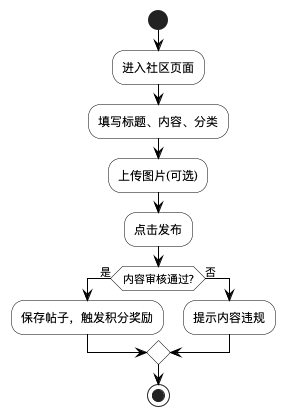 进入社区页面
填写标题、内容、分类
上传图片(可选)
点击发布
是
内容审核通过?
否
保存帖子，触发积分奖励
提示内容违规